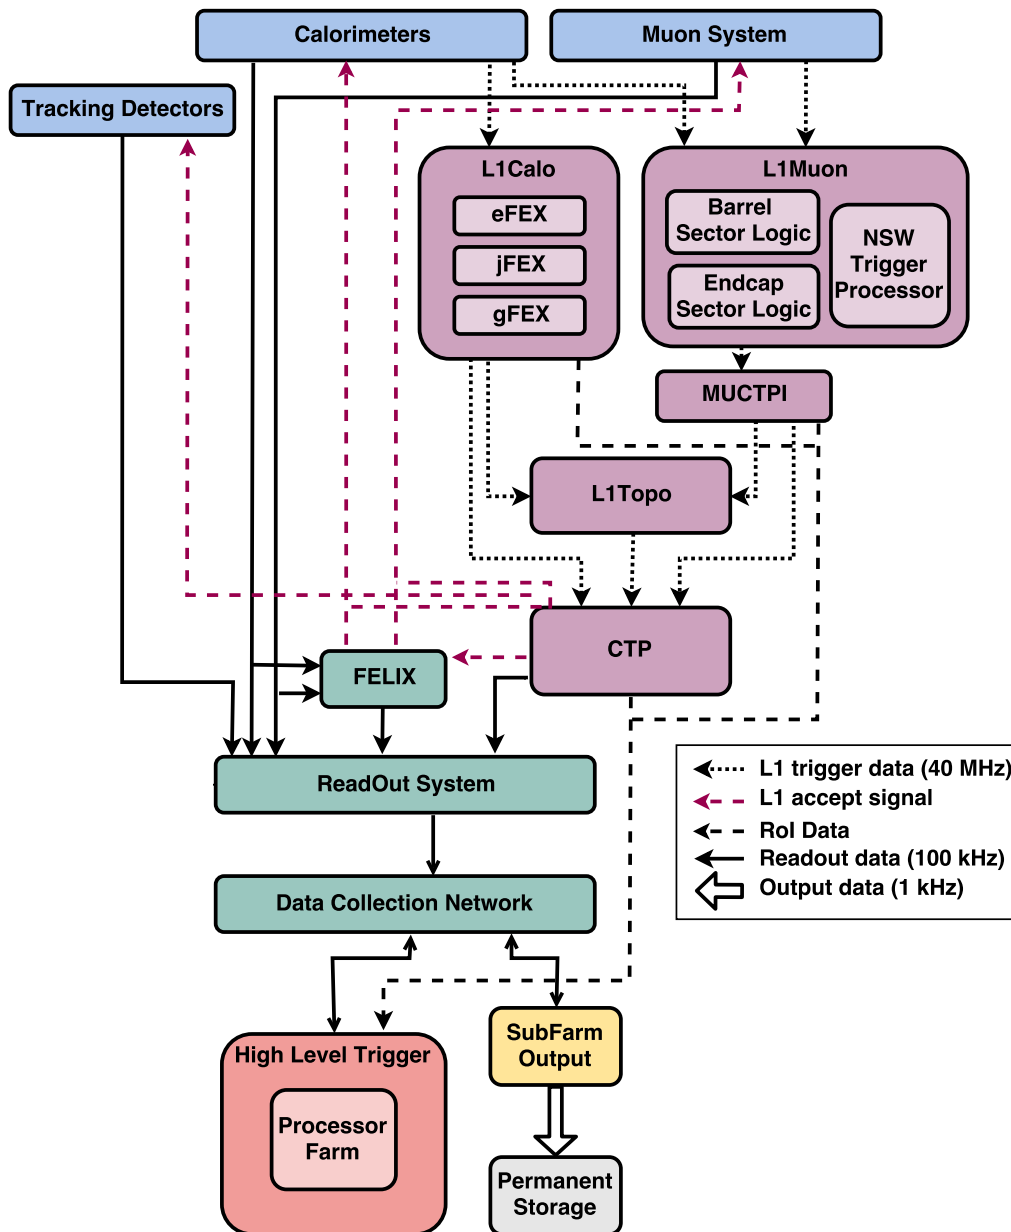 Calorimeters
Muon System
Tracking Detectors
L1Calo
eFEX
jFEX
gFEX
L1Muon
Barrel
Sector Logic
Endcap
Sector Logic
NSW
Trigger
Processor
MUCTPI
L1Topo
CTP
FELIX
ReadOut System
L1 trigger data (40 MHz)
L1 accept signal
RoI Data
Readout data (100 kHz)
Output data (1 kHz)
Data Collection Network
High Level Trigger
Processor
Farm
SubFarm
Output
Permanent
Storage